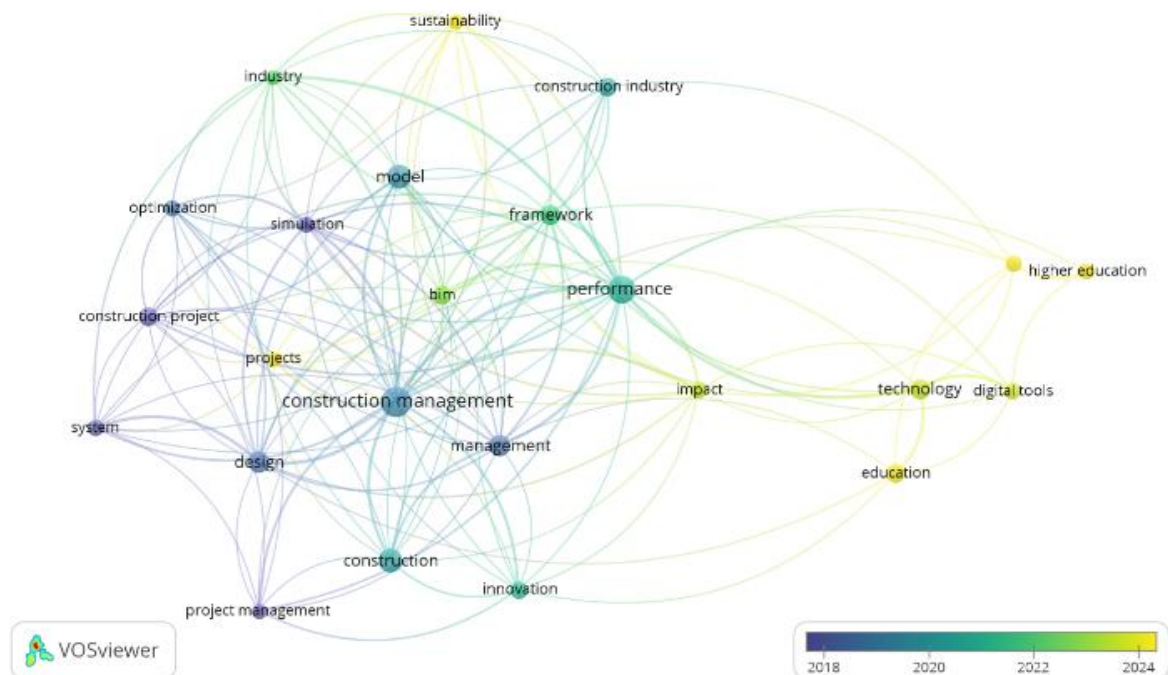 sustainability
industry
construction industry
model
optimization
framework
simulation
higher education
performance
bim
construction project
projects
impact
technology
digital tools
construction management
system
management
design
education
construction
innovation
project management
VOSviewer
2018 2020 2022 2024